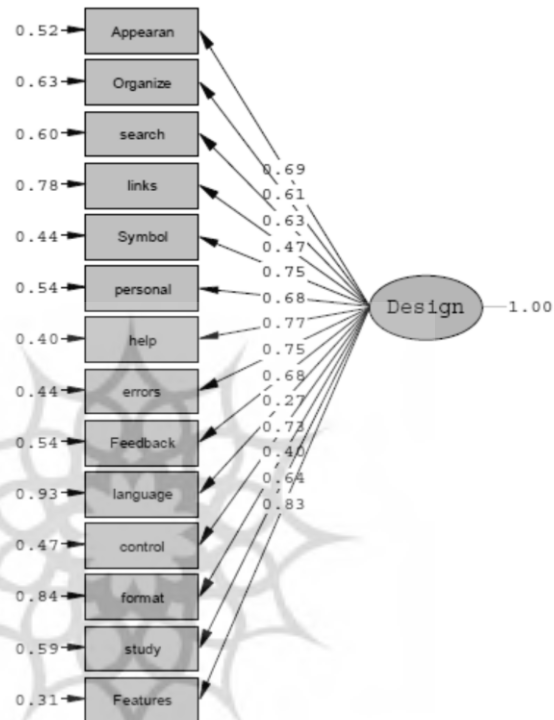 0.52 Appearan
0.63 Organize
0.60 search
0.69
0.78 links
0.61
0.63
0.44 Symbol
0.47
0.75
0.54 personal
0.68
Design 1.00
0.77
0.40 help
0.75
0.68
0.44 errors
0.27
0.73
0.54 Feedback
0.40
0.64
0.93 language
0.83
0.47 control
0.84 format
0.59 study
0.31 Features